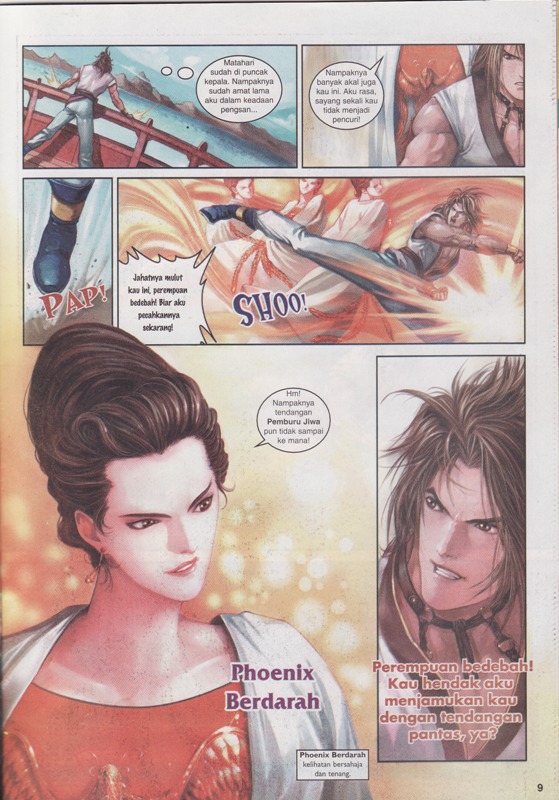 Matahari
sudah di puncak
kepala. Nampaknya
sudah amat lama
aku dalam keadaan
pengsan...
Nampaknya
banyak akal juga
kau ini. Aku rasa,
sayang sekali kau
tidak menjadi
pencuri!
PAP!
Jahatnya mulut
kau ini, perempuan
bedebah! Biar aku
pecahkannya
sekarang!
SHOO!
Hm!
Nampaknya
tendangan
Pemburu Jiwa
pun tidak sampai
ke mana!
Phoenix
Berdarah
Phoenix Berdarah
kelihatan bersahaja
dan tenang.
Perempuan bedebah!
Kau hendak aku
menjamukan kau
dengan tendangan
pantas, ya?
9